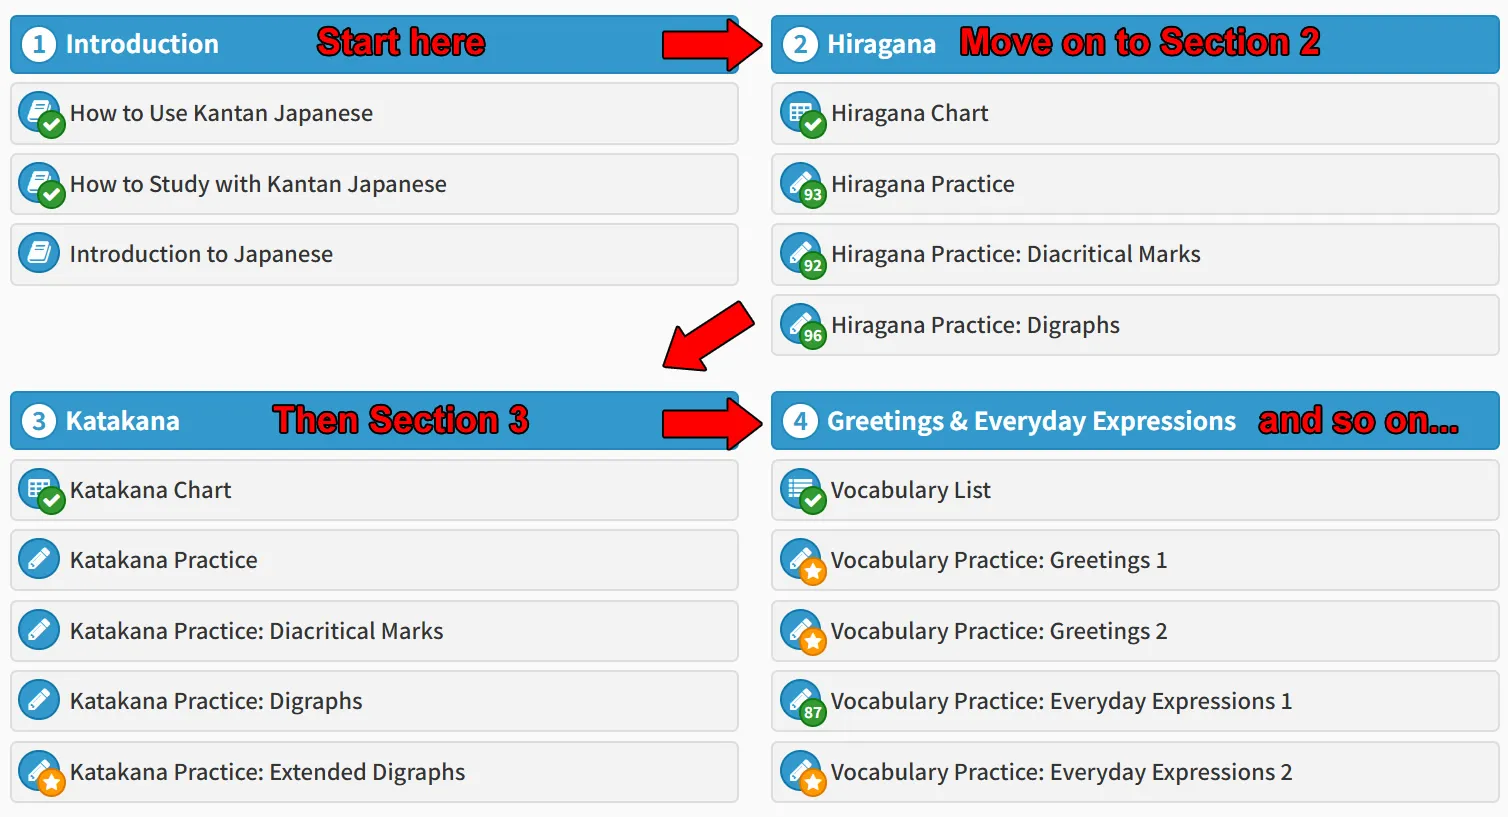 1 Introduction Start here
How to Use Kantan Japanese
How to Study with Kantan Japanese
Introduction to Japanese
2 Hiragana Move on to Section 2
Hiragana Chart
93 Hiragana Practice
92 Hiragana Practice: Diacritical Marks
96 Hiragana Practice: Digraphs
3 Katakana Then Section 3
Katakana Chart
Katakana Practice
Katakana Practice: Diacritical Marks
Katakana Practice: Digraphs
Katakana Practice: Extended Digraphs
4 Greetings & Everyday Expressions and so on...
Vocabulary List
Vocabulary Practice: Greetings 1
Vocabulary Practice: Greetings 2
87 Vocabulary Practice: Everyday Expressions 1
Vocabulary Practice: Everyday Expressions 2